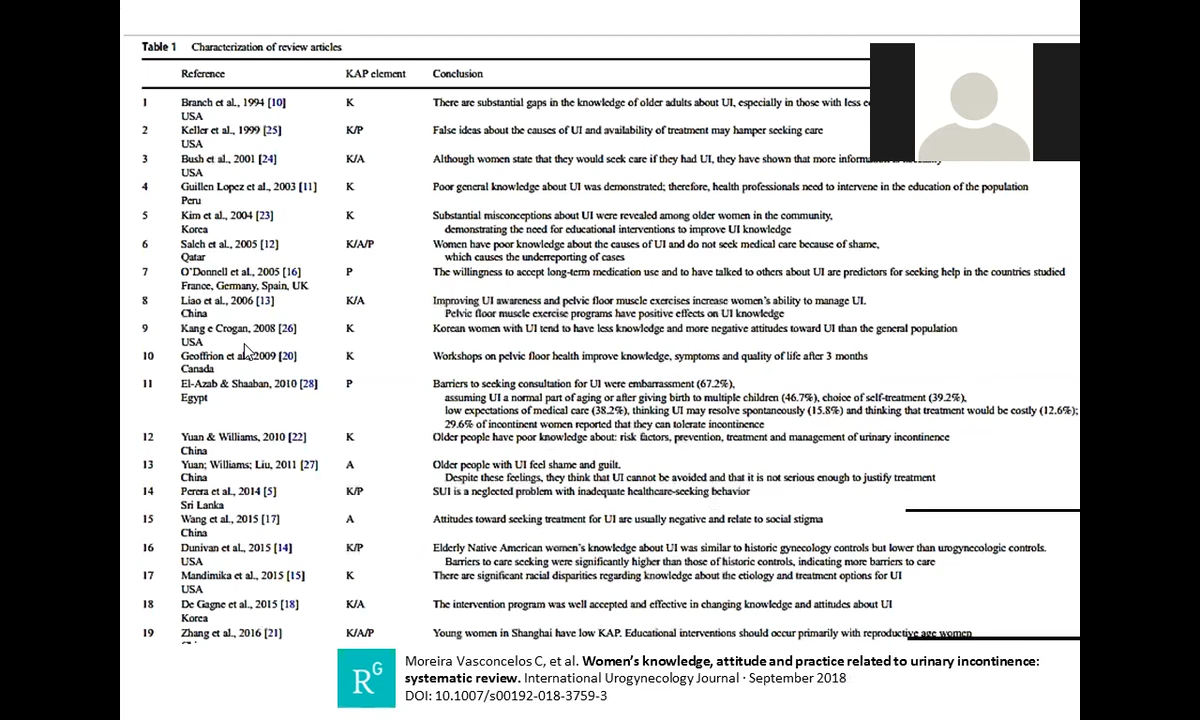 Table 1 Characterization of review articles
Reference KAP element Conclusion
1 Branch et al., 1994 [10] K There are substantial gaps in the knowledge of older adults about UI, especially in those with less
USA
2 Keller et al., 1999 [25] K/P False ideas about the causes of UI and availability of treatment may hamper seeking care
USA
3 Bush et al., 2001 [24] K/A Although women state that they would seek care if they had UI, they have shown that more
USA
4 Guillen Lopez et al., 2003 [11] K Poor general knowledge about UI was demonstrated; therefore, health professionals need to intervene in the education of the population
Peru
5 Kim et al., 2004 [23] K Substantial misconceptions about UI were revealed among older women in the community,
Korea demonstrating the need for educational interventions to improve UI knowledge
6 Saleh et al., 2005 [12] K/A/P Women have poor knowledge about the causes of UI and do not seek medical care because of shame,
Qatar which causes the underreporting of cases
7 O'Donnell et al., 2005 [16] P The willingness to accept long-term medication use and to have talked to others about UI are predictors for seeking help in the countries studied
France, Germany, Spain, UK
8 Liao et al., 2006 [13] K/A Improving UI awareness and pelvic floor muscle exercises increase women's ability to manage UI.
China Pelvic floor muscle exercise programs have positive effects on UI knowledge
9 Kang e Crogan, 2008 [26] K Korean women with UI tend to have less knowledge and more negative attitudes toward UI than the general population
USA
10 Geoffrion et al., 2009 [20] K Workshops on pelvic floor health improve knowledge, symptoms and quality of life after 3 months
Canada
11 El-Azab & Shaaban, 2010 [28] P Barriers to seeking consultation for UI were embarrassment (67.2%),
Egypt assuming UI a normal part of aging or after giving birth to multiple children (46.7%), choice of self-treatment (39.2%),
low expectations of medical care (38.2%), thinking UI may resolve spontaneously (15.8%) and thinking that treatment would be costly (12.6%);
29.6% of incontinent women reported that they can tolerate incontinence
12 Yuan & Williams, 2010 [22] K Older people have poor knowledge about: risk factors, prevention, treatment and management of urinary incontinence
China
13 Yuan; Williams; Liu, 2011 [27] A Older people with UI feel shame and guilt.
China Despite these feelings, they think that UI cannot be avoided and that it is not serious enough to justify treatment
14 Perera et al., 2014 [5] K/P SUI is a neglected problem with inadequate healthcare-seeking behavior
Sri Lanka
15 Wang et al., 2015 [17] A Attitudes toward seeking treatment for UI are usually negative and relate to social stigma
China
16 Dunivan et al., 2015 [14] K/P Elderly Native American women's knowledge about UI was similar to historic gynecology controls but lower than urogynecologic controls.
USA Barriers to care seeking were significantly higher than those of historic controls, indicating more barriers to care
17 Mandimika et al., 2015 [15] K There are significant racial disparities regarding knowledge about the etiology and treatment options for UI
USA
18 De Gagne et al., 2015 [18] K/A The intervention program was well accepted and effective in changing knowledge and attitudes about UI
Korea
19 Zhang et al., 2016 [21] K/A/P Young women in Shanghai have low KAP. Educational interventions should occur primarily with reproductive age women
RG
Moreira Vasconcelos C, et al. Women's knowledge, attitude and practice related to urinary incontinence:
systematic review. International Urogynecology Journal · September 2018
DOI: 10.1007/s00192-018-3759-3